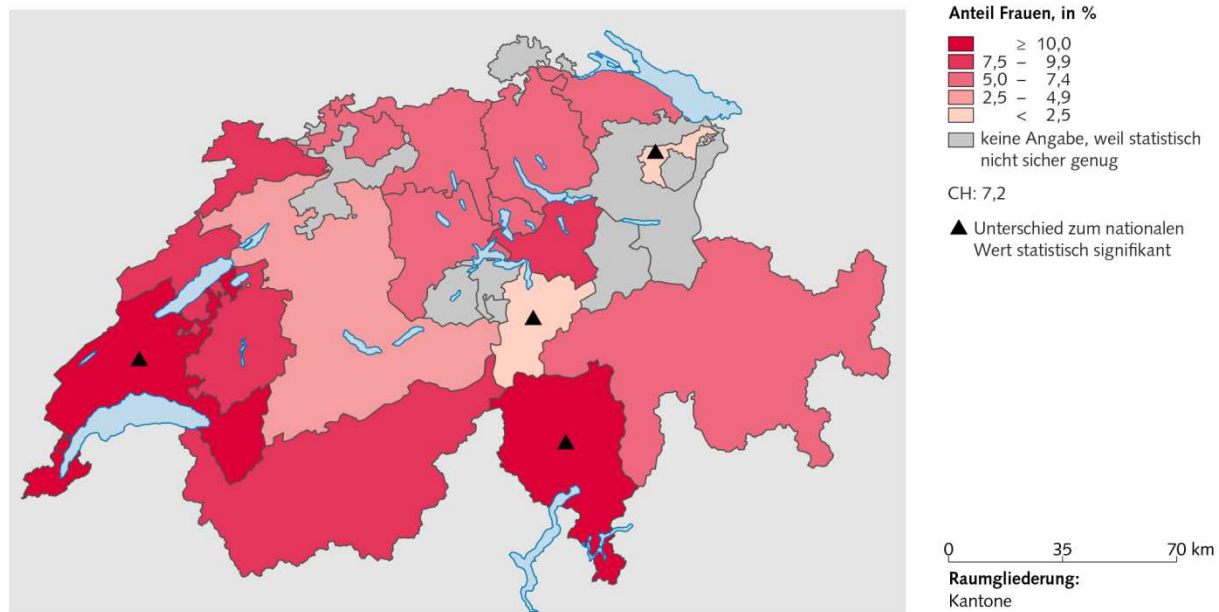 Anteil Frauen, in %
≥ 10,0
7,5 – 9,9
5,0 – 7,4
2,5 – 4,9
< 2,5
keine Angabe, weil statistisch
nicht sicher genug
CH: 7,2
▲ Unterschied zum nationalen
Wert statistisch signifikant
0 35 70 km
Raumgliederung:
Kantone